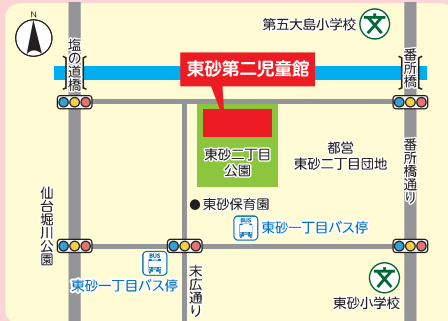 N
第五大島小学校
文
塩の道橋
東砂第二児童館
番所橋
東砂二丁目
公園
都営
東砂二丁目団地
番所橋通り
仙台堀川公園
●東砂保育園
BUS
東砂一丁目バス停
BUS
東砂一丁目バス停
末広通り
文
東砂小学校